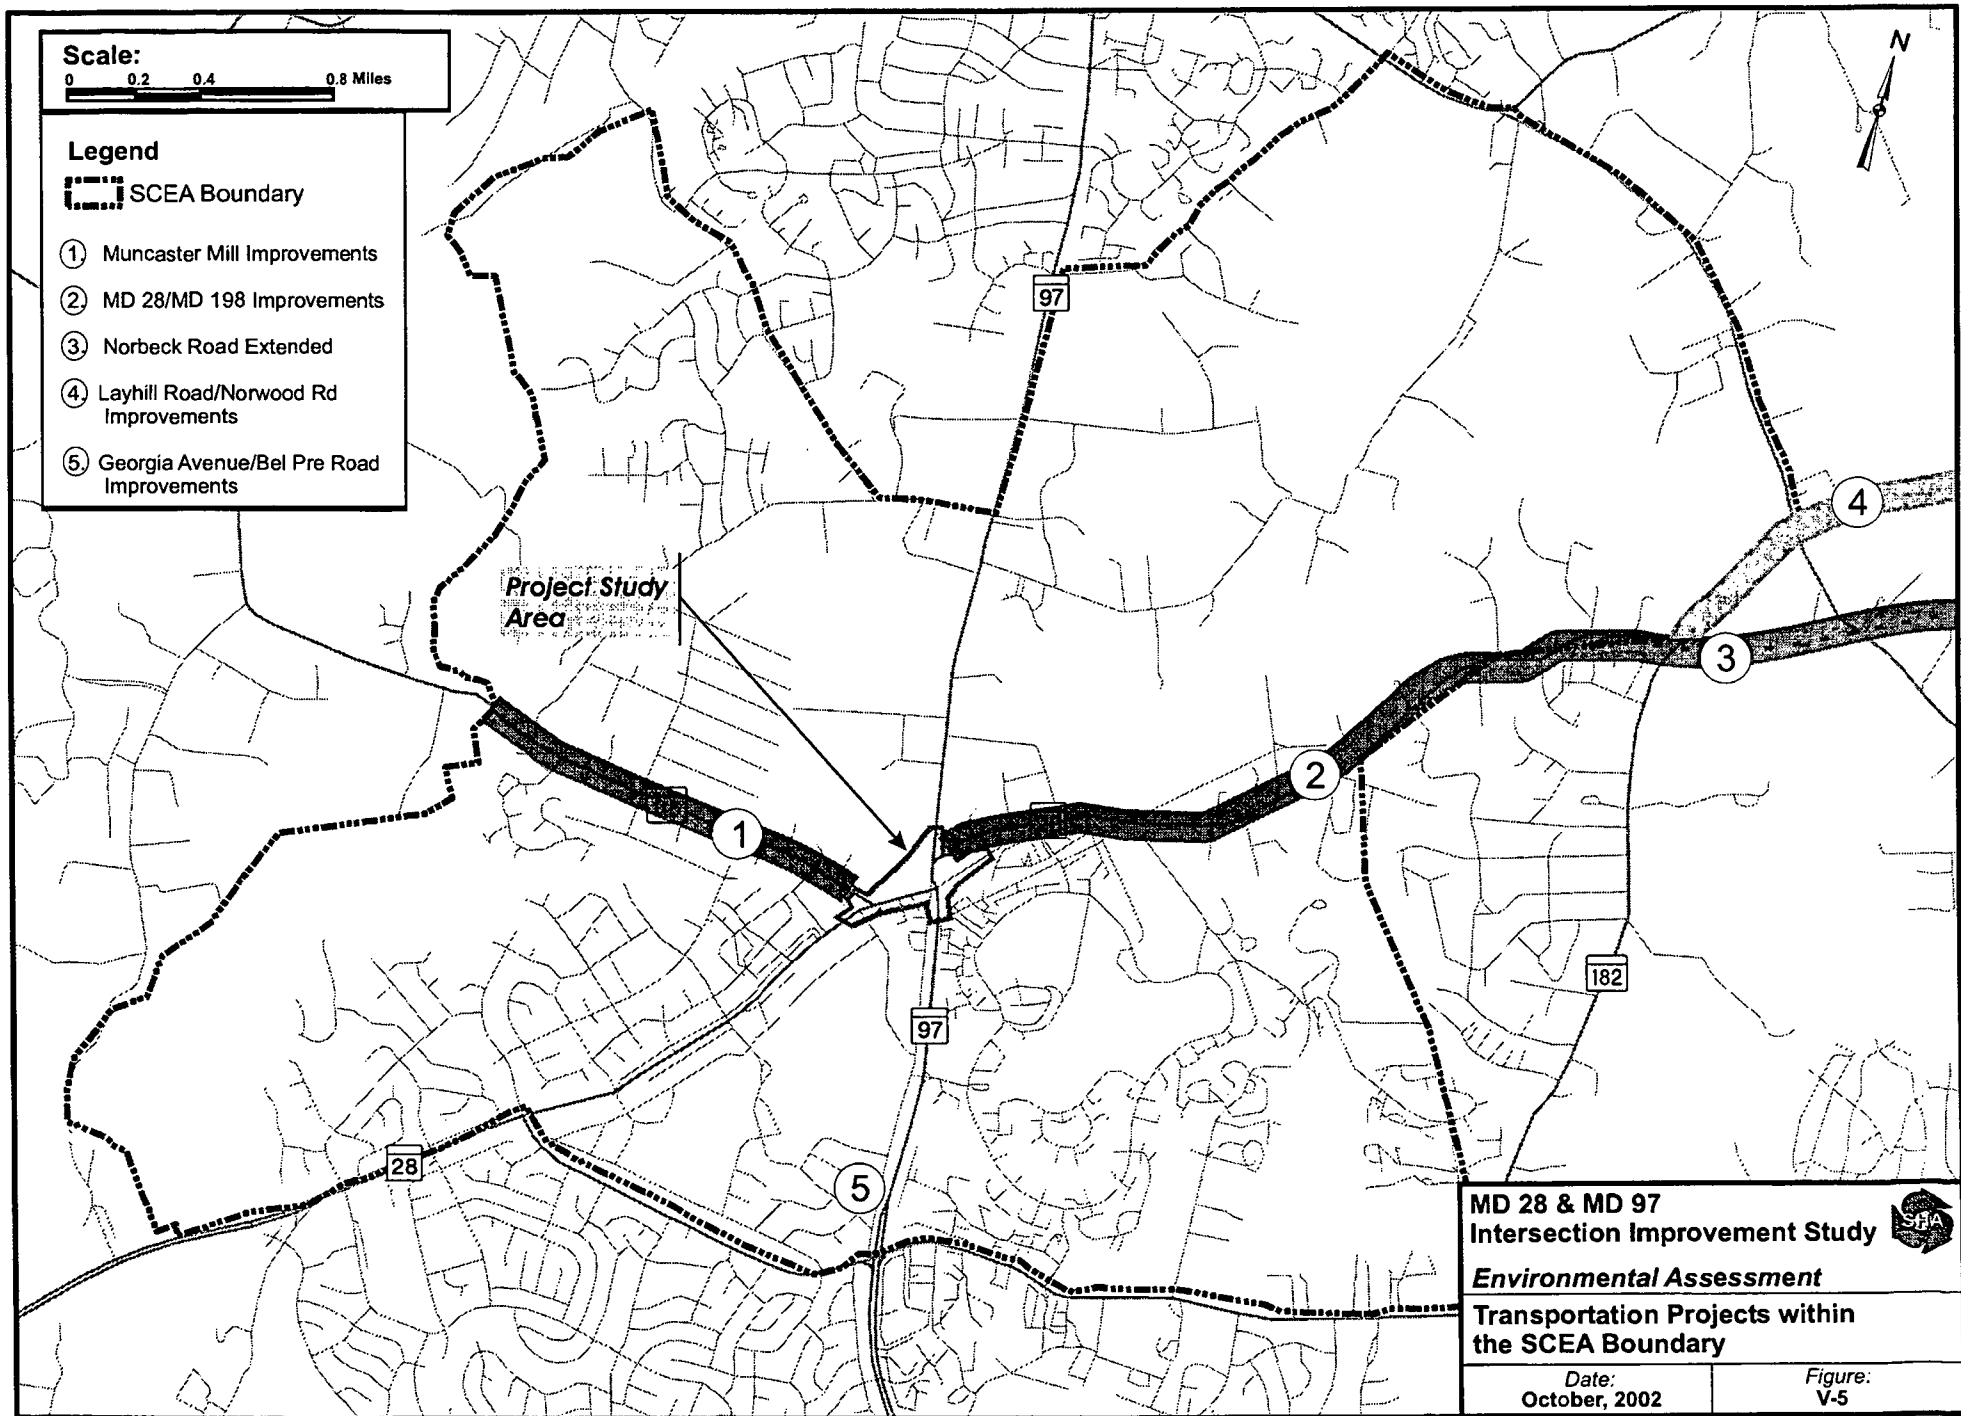 Scale:
0 0.2 0.4 0.8 Miles
N
Legend
SCEA Boundary
1. Muncaster Mill Improvements
2. MD 28/MD 198 Improvements
3. Norbeck Road Extended
4. Layhill Road/Norwood Rd
Improvements
5. Georgia Avenue/Bel Pre Road
Improvements
97
4
Project Study
Area
3
2
1
182
97
28
5
MD 28 & MD 97
Intersection Improvement Study
SHA
Environmental Assessment
Transportation Projects within
the SCEA Boundary
Date:
October, 2002
Figure:
V-5